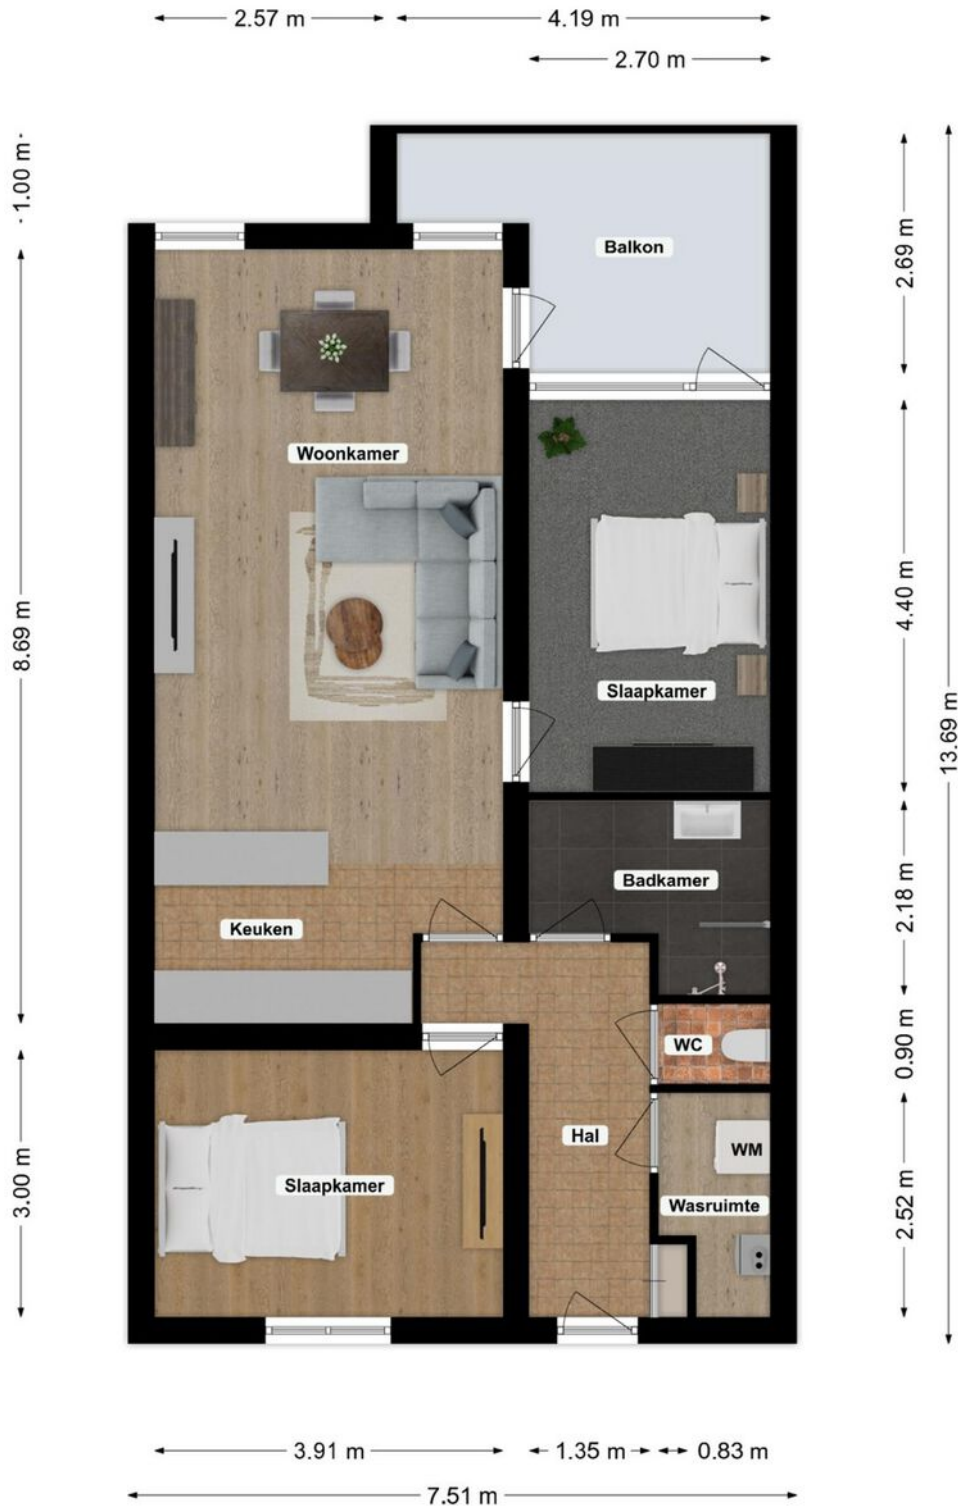 2.57 m
4.19 m
2.70 m
1.00 m
2.69 m
Balkon
Woonkamer
8.69 m
4.40 m
Slaapkamer
13.69 m
Badkamer
2.18 m
Keuken
WC
0.90 m
Hal
WM
Slaapkamer
Wasruimte
3.00 m
2.52 m
3.91 m
1.35 m
0.83 m
7.51 m